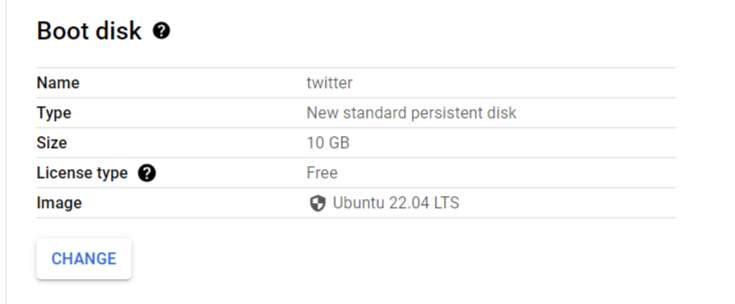 Boot disk
Name twitter
Type New standard persistent disk
Size 10 GB
License type Free
Image Ubuntu 22.04 LTS
CHANGE